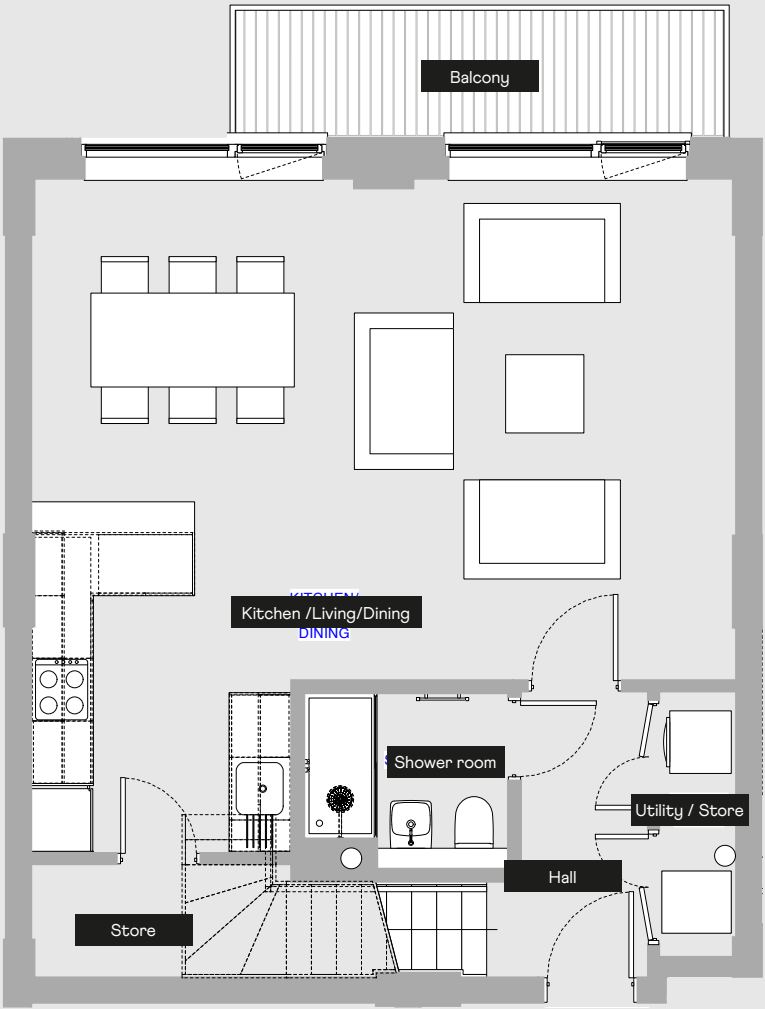 Balcony
KITCHEN/
Kitchen /Living/Dining
DINING
Shower room
Utility / Store
Hall
Store